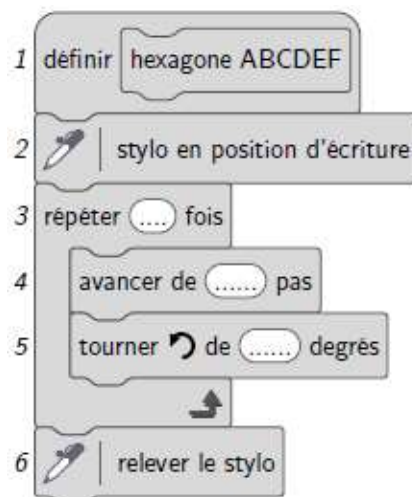 1 définir hexagone ABCDEF
2 stylo en position d'écriture
3 répéter .... fois
4 avancer de ...... pas
5 tourner de ...... degrés
6 relever le stylo